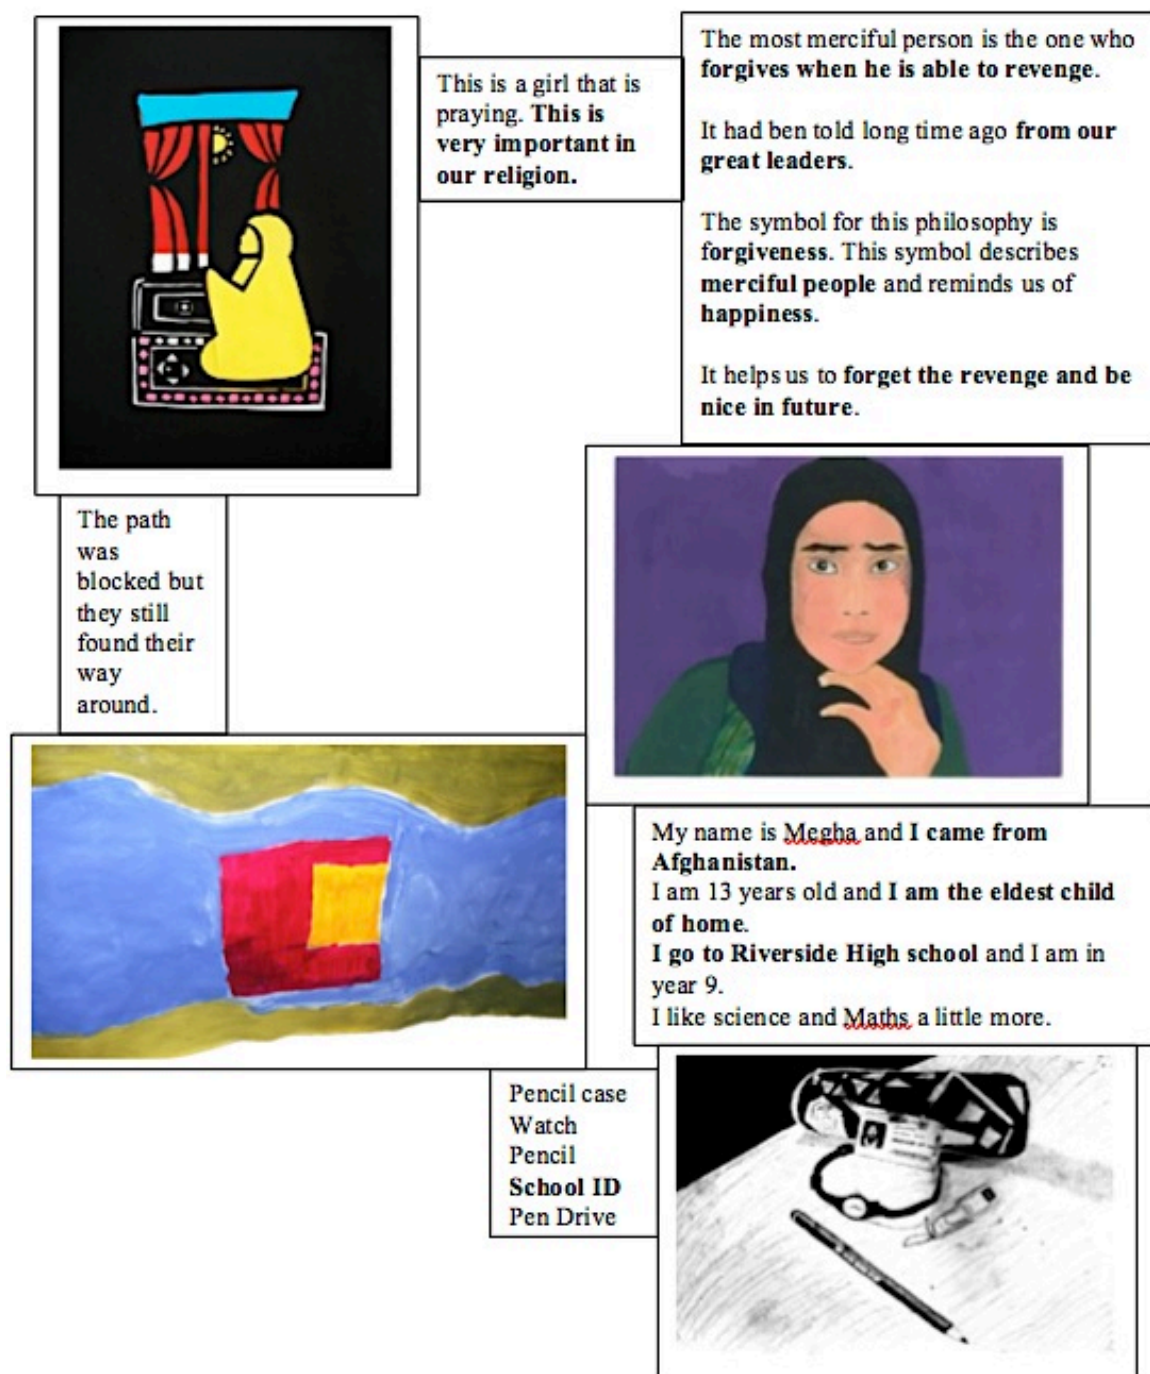 This is a girl that is
praying. This is
very important in
our religion.
The most merciful person is the one who
forgives when he is able to revenge.
It had ben told long time ago from our
great leaders.
The symbol for this philosophy is
forgiveness. This symbol describes
merciful people and reminds us of
happiness.
It helps us to forget the revenge and be
nice in future.
The path
was
blocked but
they still
found their
way
around.
My name is Megha and I came from
Afghanistan.
I am 13 years old and I am the eldest child
of home.
I go to Riverside High school and I am in
year 9.
I like science and Maths a little more.
Pencil case
Watch
Pencil
School ID
Pen Drive